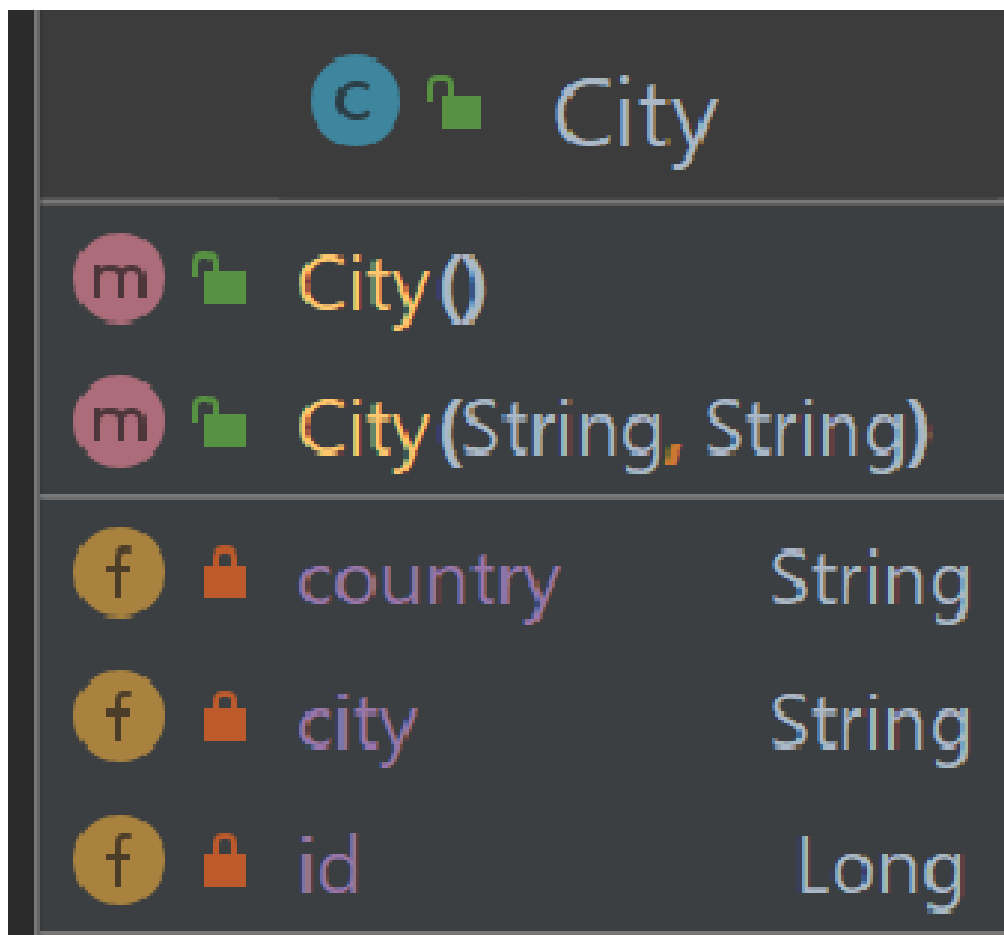 C City
m City()
m City(String, String)
f country String
f city String
f id Long